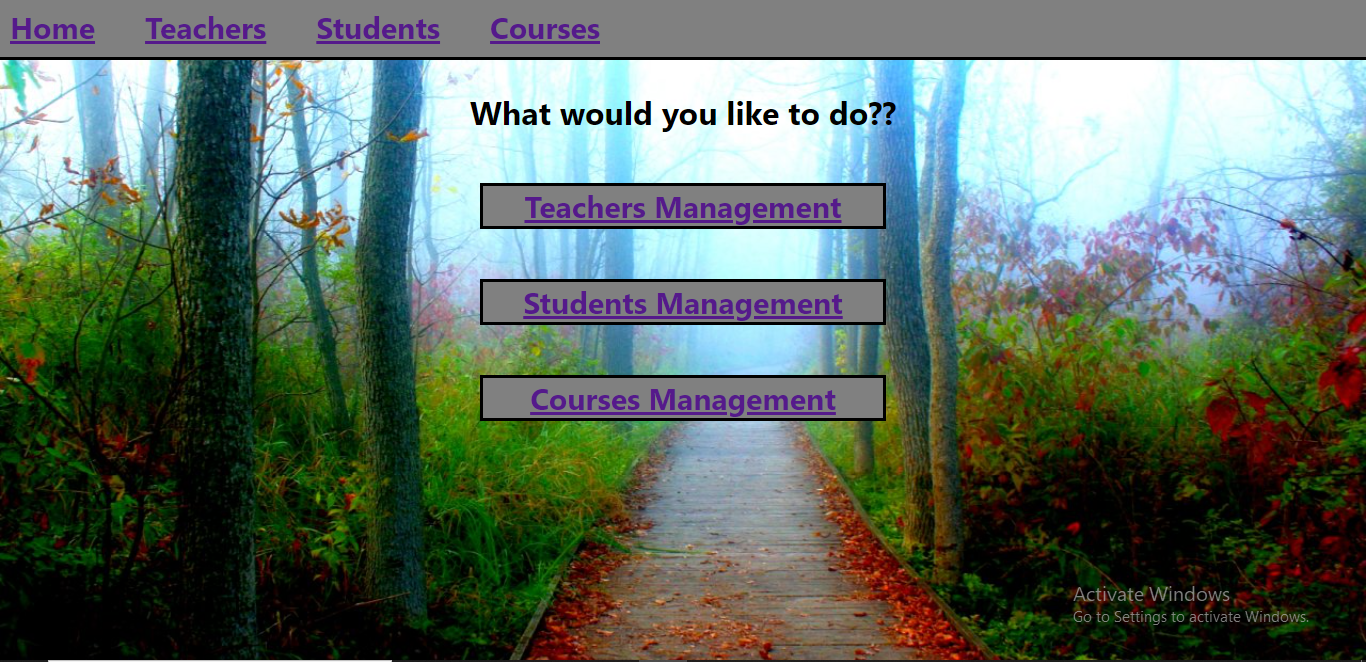 Home Teachers Students Courses
What would you like to do??
Teachers Management
Students Management
Courses Management
Activate Windows
Go to Settings to activate Windows.